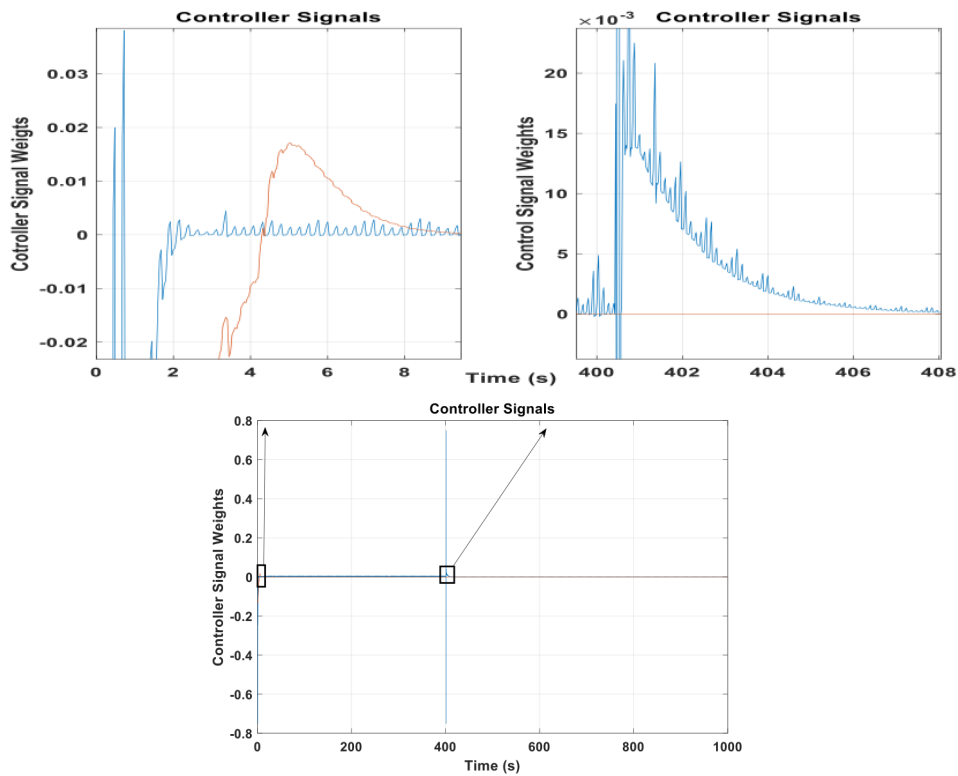 Controller Signals
Cotroller Signal Weigts
0.03
0.02
0.01
0
-0.01
-0.02
0 2 4 6 8
Controller Signals
×10⁻³
Control Signal Weights
20
15
10
5
0
400 402 404 406 408
Time (s)
Controller Signals
Controller Signal Weights
0.8
0.6
0.4
0.2
0
-0.2
-0.4
-0.6
-0.8
0 200 400 600 800 1000
Time (s)